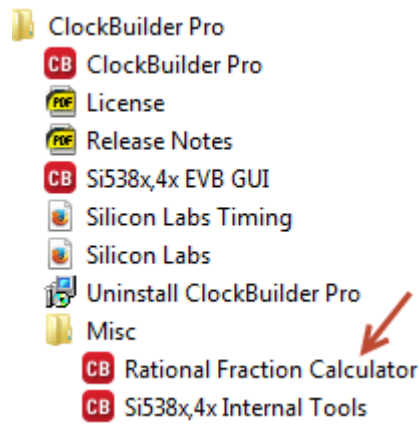 ClockBuilder Pro
CB ClockBuilder Pro
PDF License
PDF Release Notes
CB Si538x,4x EVB GUI
Silicon Labs Timing
Silicon Labs
Uninstall ClockBuilder Pro
Misc
CB Rational Fraction Calculator
CB Si538x,4x Internal Tools